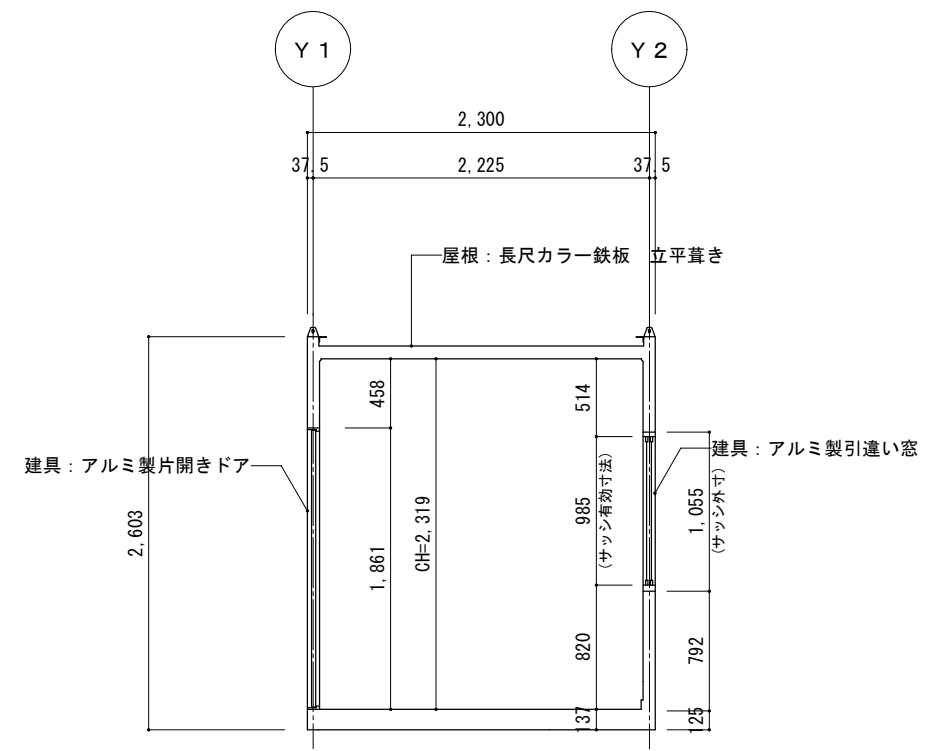 Y 1
Y 2
2,300
37.5
2,225
37.5
屋根：長尺カラー鉄板　立平葺き
458
514
建具：アルミ製片開きドア
建具：アルミ製引違い窓
2,603
1,861
CH=2,319
985
(サッシ有効寸法)
1,055
(サッシ外寸)
820
792
137
125